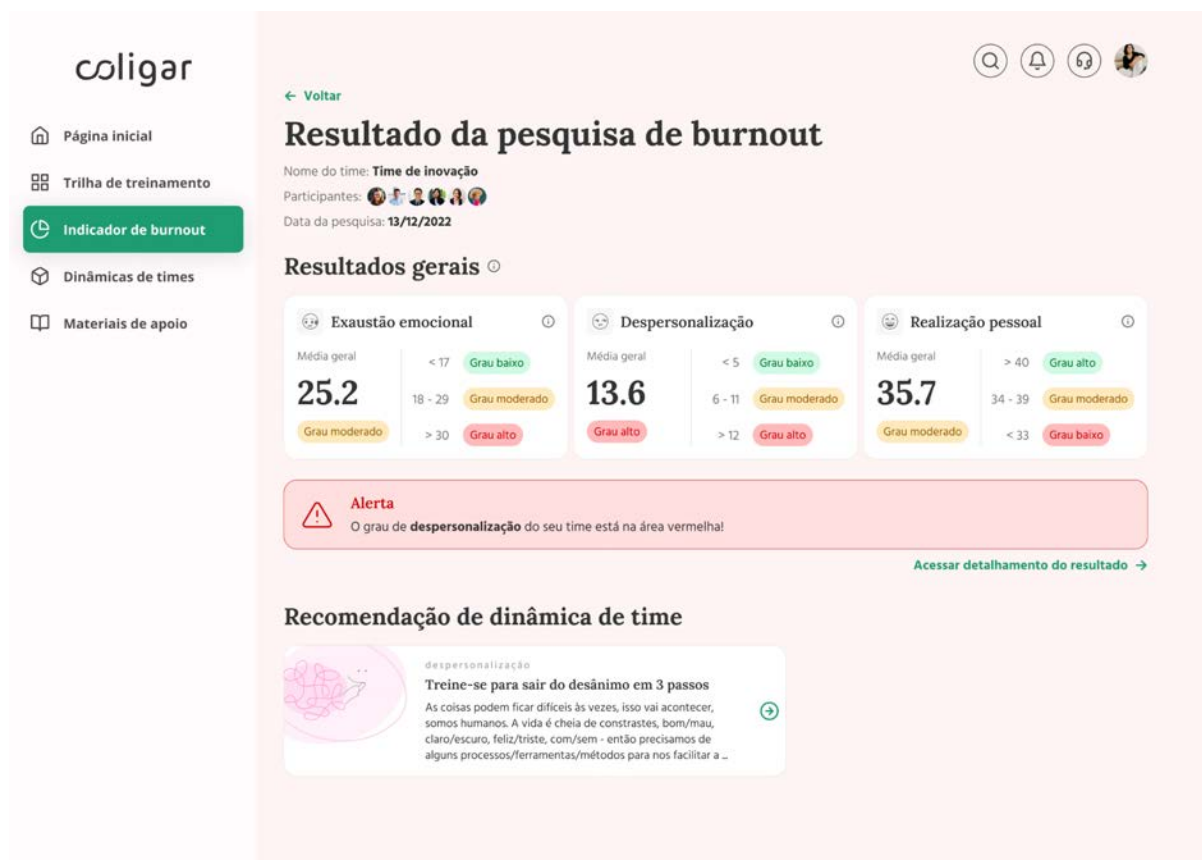 coligar
Página inicial
Trilha de treinamento
Indicador de burnout
Dinâmicas de times
Materiais de apoio
← Voltar
Resultado da pesquisa de burnout
Nome do time: Time de inovação
Participantes:
Data da pesquisa: 13/12/2022
Resultados gerais
Exaustão emocional
Média geral
25.2
Grau moderado
< 17 Grau baixo
18 - 29 Grau moderado
> 30 Grau alto
Despersonalização
Média geral
13.6
Grau alto
< 5 Grau baixo
6 - 11 Grau moderado
> 12 Grau alto
Realização pessoal
Média geral
35.7
Grau moderado
> 40 Grau alto
34 - 39 Grau moderado
< 33 Grau baixo
Alerta
O grau de despersonalização do seu time está na área vermelha!
Acessar detalhamento do resultado →
Recomendação de dinâmica de time
despersonalização
Treine-se para sair do desânimo em 3 passos
As coisas podem ficar difíceis às vezes, isso vai acontecer,
somos humanos. A vida é cheia de constrastes, bom/mau,
claro/escuro, feliz/triste, com/sem - então precisamos de
alguns processos/ferramentas/métodos para nos facilitar a ...